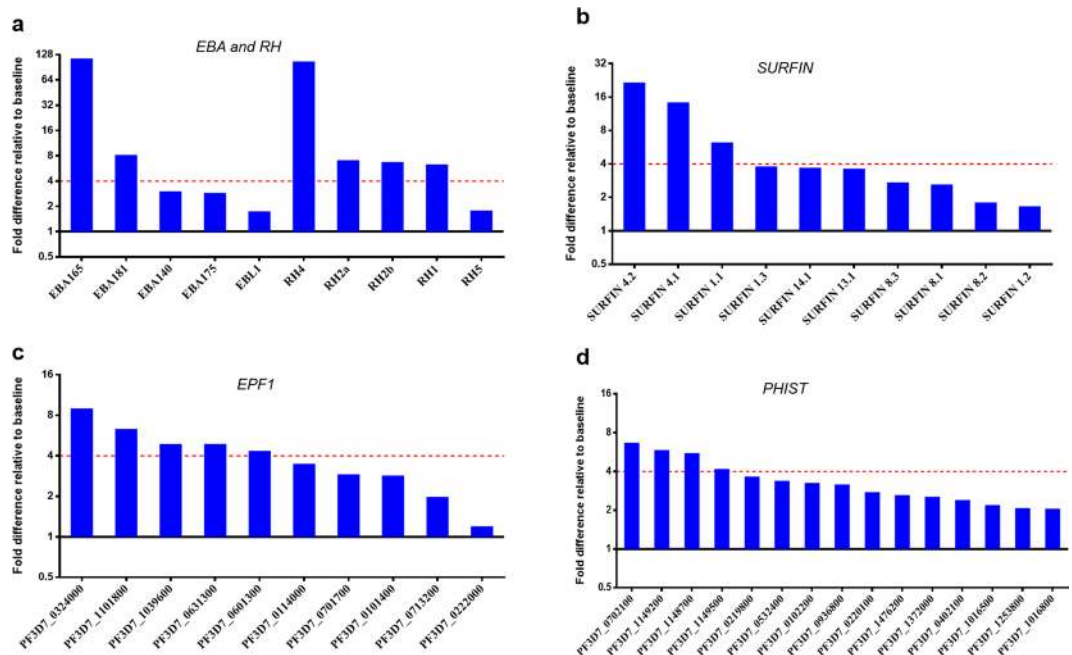 a
EBA and RH
Fold difference relative to baseline
128
64
32
16
8
4
2
1
0.5
EBA165
EBA181
EBA140
EBA175
EBL1
RH4
RH2a
RH2b
RH1
RH5
b
SURFIN
Fold difference relative to baseline
32
16
8
4
2
1
0.5
SURFIN 4.2
SURFIN 4.1
SURFIN 1.1
SURFIN 1.3
SURFIN 14.1
SURFIN 13.1
SURFIN 8.3
SURFIN 8.1
SURFIN 8.2
SURFIN 1.2
c
EPF1
Fold difference relative to baseline
16
8
4
2
1
0.5
PF3D7_0324000
PF3D7_1101800
PF3D7_1039600
PF3D7_0631300
PF3D7_0601300
PF3D7_0114000
PF3D7_0701700
PF3D7_0101400
PF3D7_0713200
PF3D7_0222000
d
PHIST
Fold difference relative to baseline
16
8
4
2
1
0.5
PF3D7_0702100
PF3D7_1149200
PF3D7_1148700
PF3D7_1149500
PF3D7_0219800
PF3D7_0532400
PF3D7_0102200
PF3D7_0936800
PF3D7_0220100
PF3D7_1476200
PF3D7_1372000
PF3D7_0402100
PF3D7_1016500
PF3D7_1253800
PF3D7_1016800